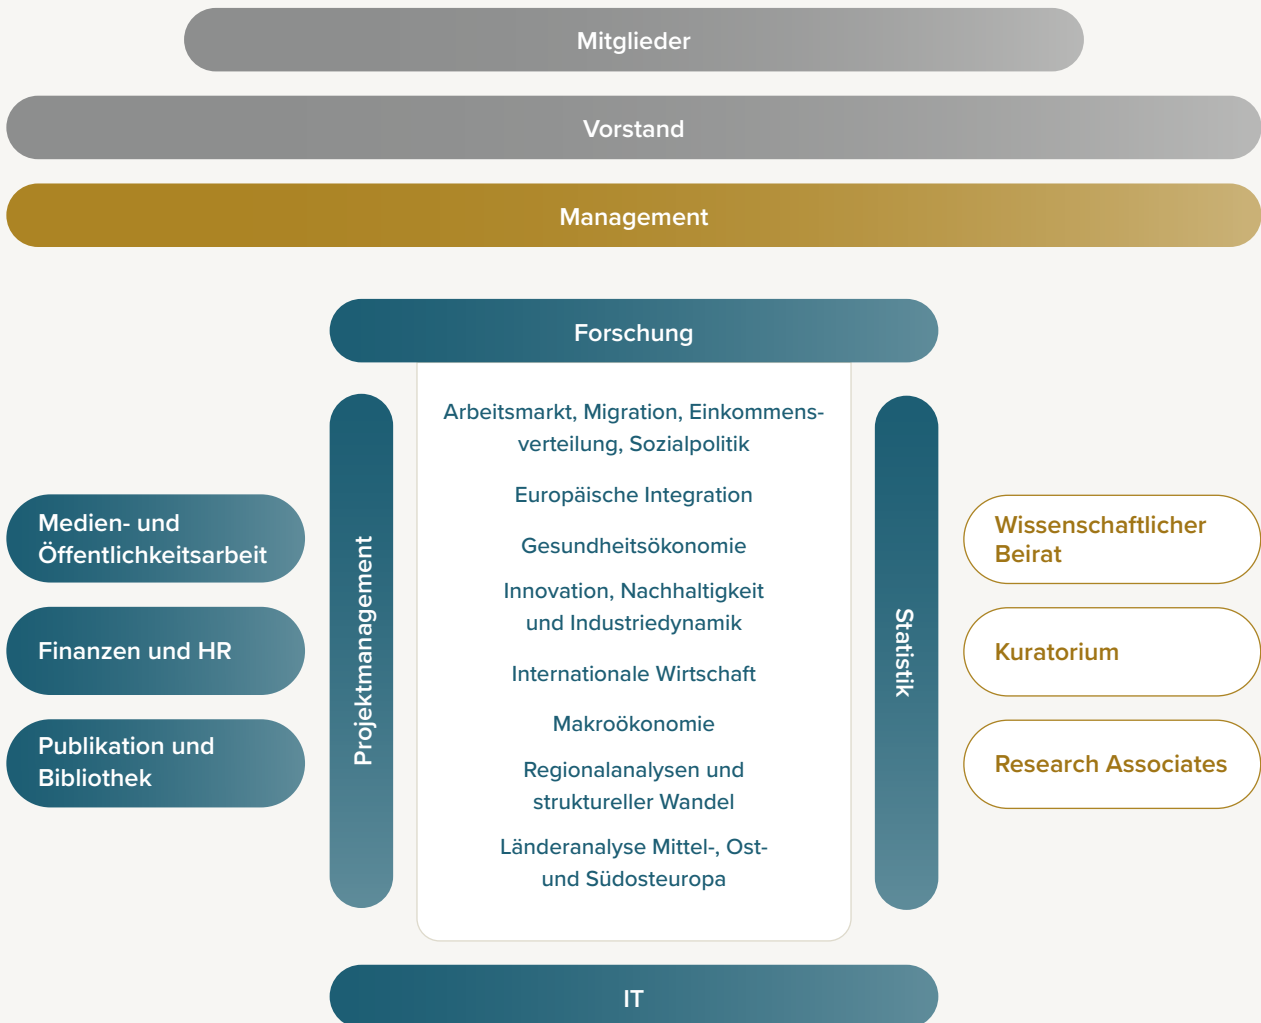 Mitglieder
Vorstand
Management
Forschung
Arbeitsmarkt, Migration, Einkommens-
verteilung, Sozialpolitik
Europäische Integration
Gesundheitsökonomie
Innovation, Nachhaltigkeit
und Industriedynamik
Internationale Wirtschaft
Makroökonomie
Regionalanalysen und
struktureller Wandel
Länderanalyse Mittel-, Ost-
und Südosteuropa
Projektmanagement
Statistik
Medien- und
Öffentlichkeitsarbeit
Finanzen und HR
Publikation und
Bibliothek
Wissenschaftlicher
Beirat
Kuratorium
Research Associates
IT